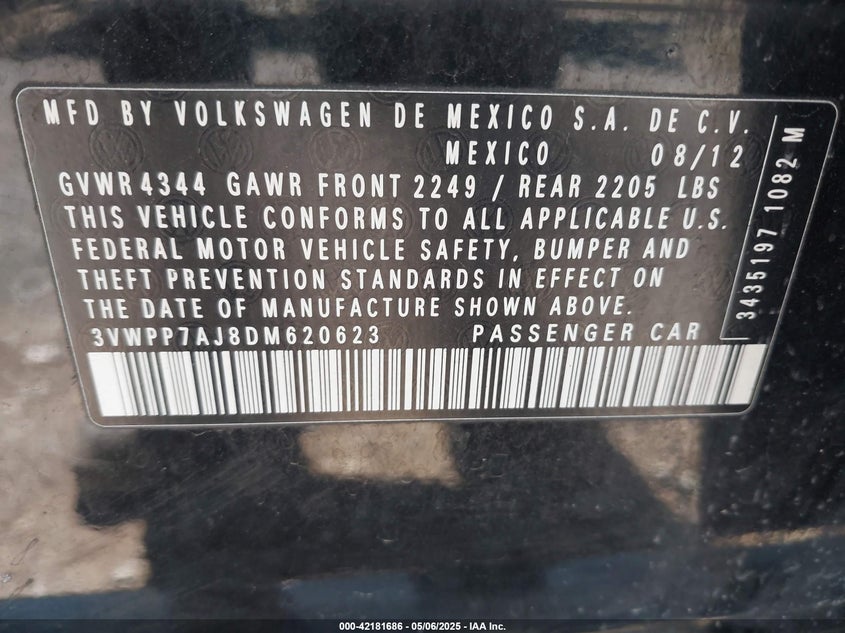 MFD BY VOLKSWAGEN DE MEXICO S.A. DE C.V.
MEXICO 08/12
GVWR 4344 GAWR FRONT 2249 / REAR 2205 LBS
THIS VEHICLE CONFORMS TO ALL APPLICABLE U.S.
FEDERAL MOTOR VEHICLE SAFETY, BUMPER AND
THEFT PREVENTION STANDARDS IN EFFECT ON
THE DATE OF MANUFACTURE SHOWN ABOVE.
3VWPP7AJ8DM620623 PASSENGER CAR
3435197 1082 M
000-42181686 - 05/06/2025 - IAA Inc.